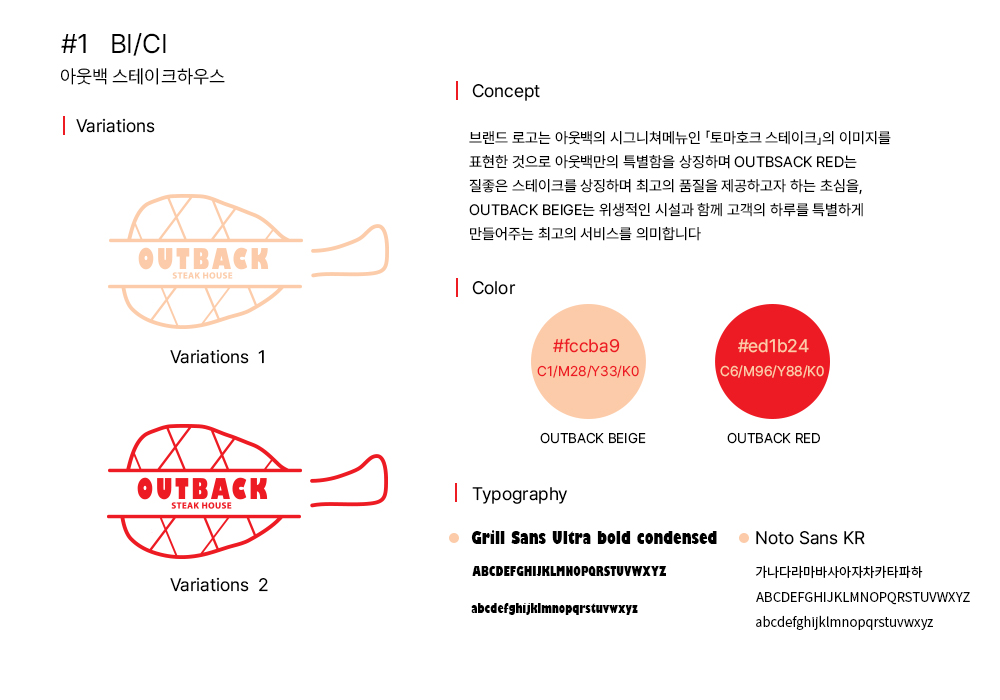 #1 BI/CI
아웃백 스테이크하우스
Variations
OUTBACK
STEAK HOUSE
Variations 1
OUTBACK
STEAK HOUSE
Variations 2
Concept
브랜드 로고는 아웃백의 시그니쳐메뉴인 「토마호크 스테이크」의 이미지를
표현한 것으로 아웃백만의 특별함을 상징하며 OUTBSACK RED는
질좋은 스테이크를 상징하며 최고의 품질을 제공하고자 하는 초심을,
OUTBACK BEIGE는 위생적인 시설과 함께 고객의 하루를 특별하게
만들어주는 최고의 서비스를 의미합니다
Color
#fccba9
C1/M28/Y33/K0
OUTBACK BEIGE
#ed1b24
C6/M96/Y88/K0
OUTBACK RED
Typography
Grill Sans Ultra bold condensed
ABCDEFGHIJKLMNOPQRSTUVWXYZ
abcdefghijklmnopqrstuvwxyz
Noto Sans KR
가나다라마바사아자차카타파하
ABCDEFGHIJKLMNOPQRSTUVWXYZ
abcdefghijklmnopqrstuvwxyz